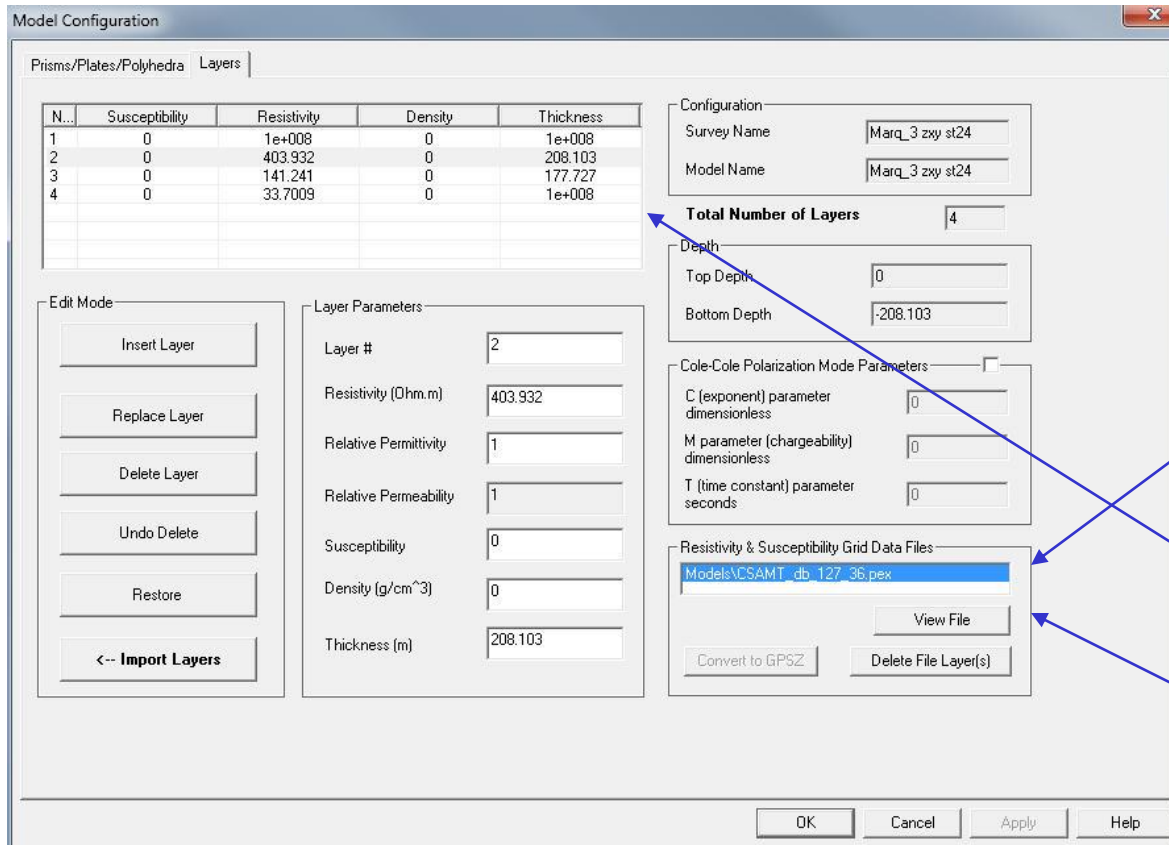 Model Configuration
X
Prisms/Plates/Polyhedra Layers
N... Susceptibility Resistivity Density Thickness
1 0 1e+008 0 1e+008
2 0 403.932 0 208.103
3 0 141.241 0 177.727
4 0 33.7009 0 1e+008
Configuration
Survey Name Marq_3 zxy st24
Model Name Marq_3 zxy st24
Total Number of Layers 4
Depth
Top Depth 0
Bottom Depth -208.103
Edit Mode
Insert Layer
Replace Layer
Delete Layer
Undo Delete
Restore
<-- Import Layers
Layer Parameters
Layer # 2
Resistivity (Ohm.m) 403.932
Relative Permittivity 1
Relative Permeability 1
Susceptibility 0
Density (g/cm^3) 0
Thickness (m) 208.103
Cole-Cole Polarization Mode Parameters
C (exponent) parameter
dimensionless 0
M parameter (chargeability)
dimensionless 0
T (time constant) parameter
seconds 0
Resistivity & Susceptibility Grid Data Files
Models\CSAMT_db_127_36.pex
View File
Convert to GPSZ Delete File Layer(s)
OK Cancel Apply Help